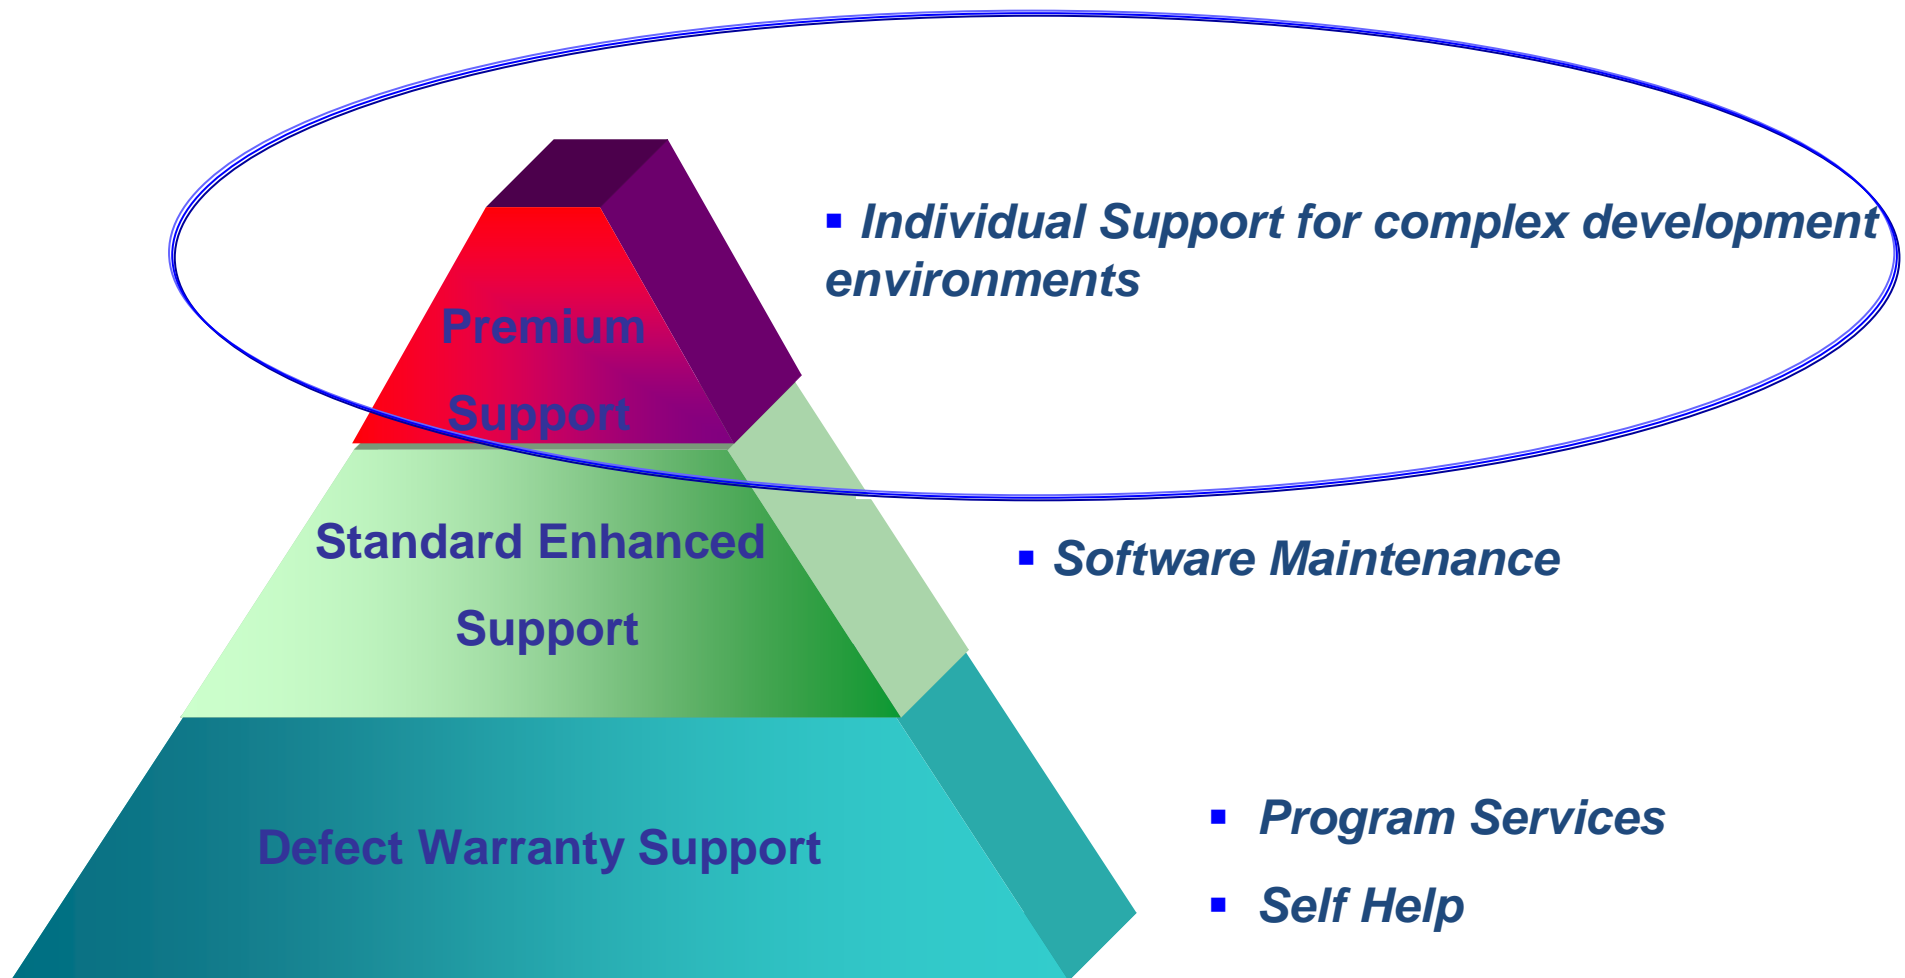 ▪ Individual Support for complex development
environments
Premium
Support
Standard Enhanced
Support
▪ Software Maintenance
Defect Warranty Support
▪ Program Services
▪ Self Help